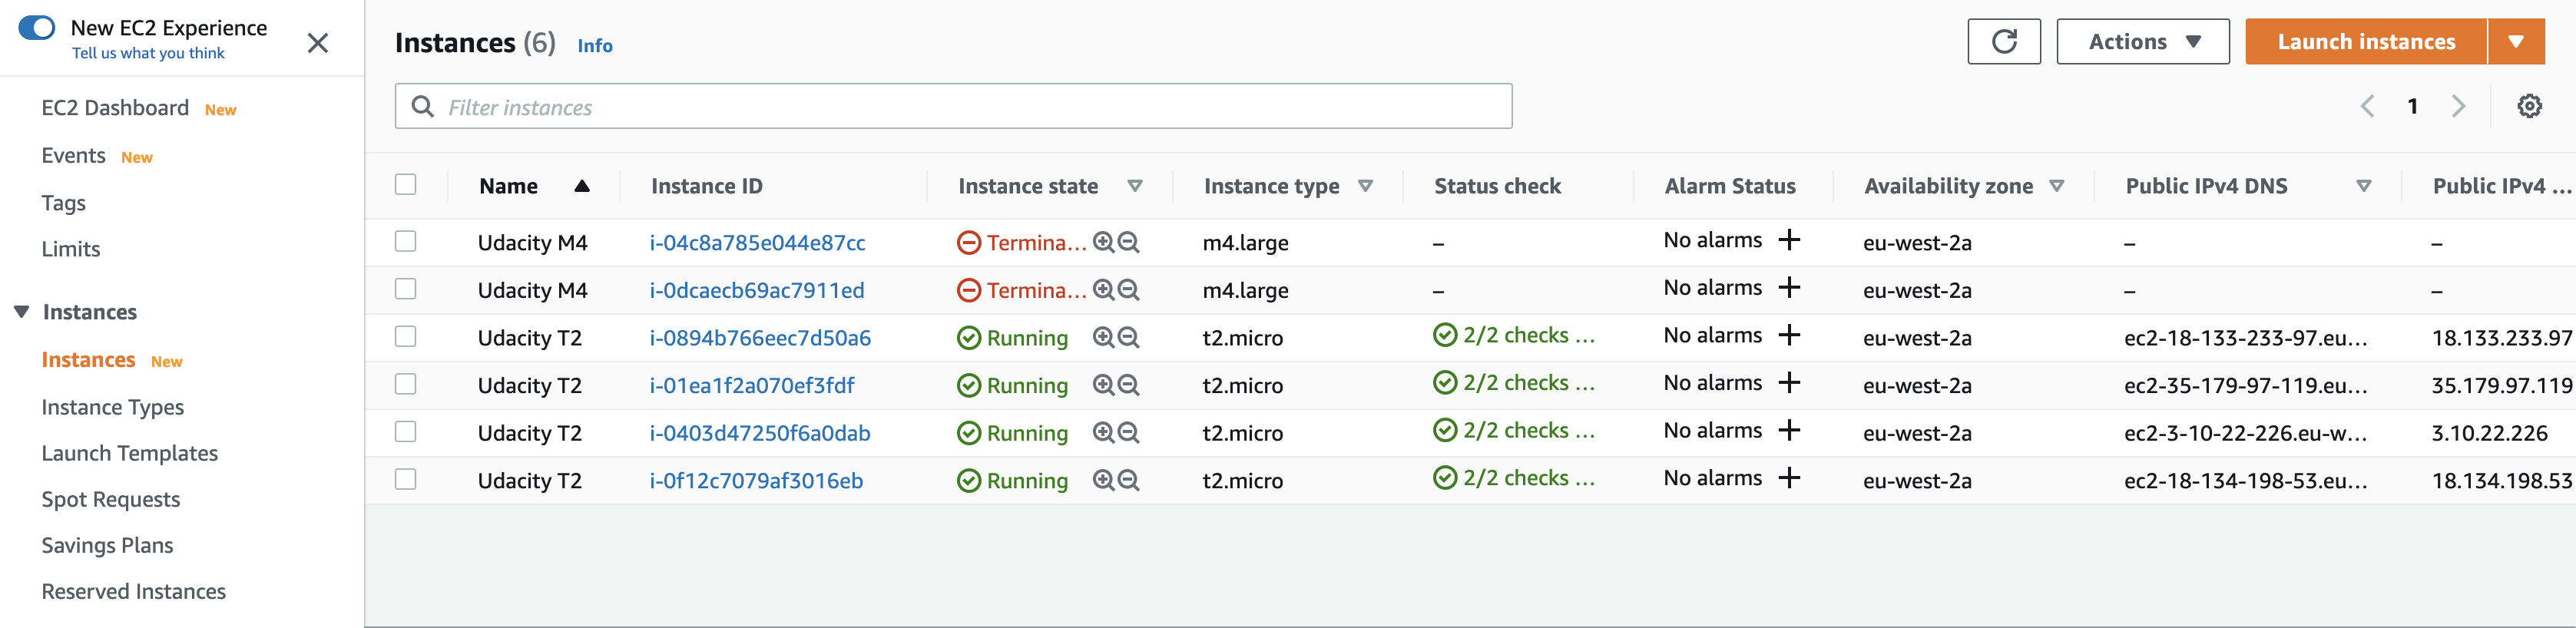 New EC2 Experience
Tell us what you think
EC2 Dashboard New
Events New
Tags
Limits
Instances
Instances New
Instance Types
Launch Templates
Spot Requests
Savings Plans
Reserved Instances
Instances (6) Info
Actions
Launch instances
Filter instances
1
Name Instance ID Instance state Instance type Status check Alarm Status Availability zone Public IPv4 DNS Public IPv4 ...
Udacity M4 i-04c8a785e044e87cc Termina... m4.large – No alarms + eu-west-2a – –
Udacity M4 i-0dcaecb69ac7911ed Termina... m4.large – No alarms + eu-west-2a – –
Udacity T2 i-0894b766eec7d50a6 Running t2.micro 2/2 checks ... No alarms + eu-west-2a ec2-18-133-233-97.eu... 18.133.233.97
Udacity T2 i-01ea1f2a070ef3fdf Running t2.micro 2/2 checks ... No alarms + eu-west-2a ec2-35-179-97-119.eu... 35.179.97.119
Udacity T2 i-0403d47250f6a0dab Running t2.micro 2/2 checks ... No alarms + eu-west-2a ec2-3-10-22-226.eu-w... 3.10.22.226
Udacity T2 i-0f12c7079af3016eb Running t2.micro 2/2 checks ... No alarms + eu-west-2a ec2-18-134-198-53.eu... 18.134.198.53